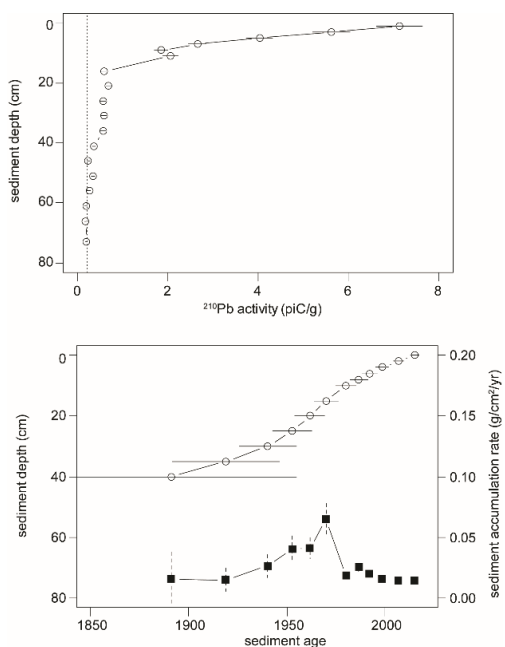 0
20
40
60
80
sediment depth (cm)
0 2 4 6 8
²¹⁰Pb activity (piC/g)
0
20
40
60
80
sediment depth (cm)
0.20
0.15
0.10
0.05
0.00
sediment accumulation rate (g/cm²/yr)
1850 1900 1950 2000
sediment age